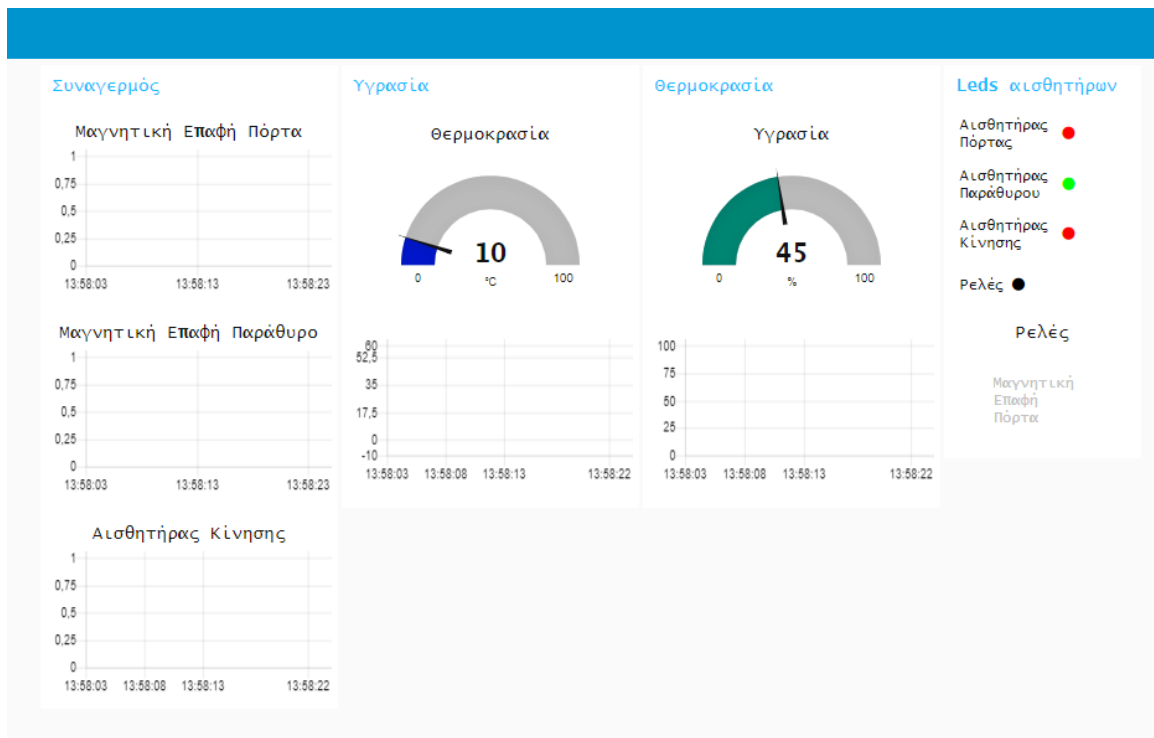 Συναγερμός
Μαγνητική Επαφή Πόρτα
1
0,75
0,5
0,25
0
13:58:03 13:58:13 13:58:23
Μαγνητική Επαφή Παράθυρο
1
0,75
0,5
0,25
0
13:58:03 13:58:13 13:58:23
Αισθητήρας Κίνησης
1
0,75
0,5
0,25
0
13:58:03 13:58:08 13:58:13 13:58:22
Υγρασία
Θερμοκρασία
10
0 °C 100
60
52,5
35
17,5
0
-10
13:58:03 13:58:08 13:58:13 13:58:22
Θερμοκρασία
Υγρασία
45
0 % 100
100
75
50
25
0
13:58:03 13:58:08 13:58:13 13:58:22
Leds αισθητήρων
Αισθητήρας
Πόρτας
Αισθητήρας
Παράθυρου
Αισθητήρας
Κίνησης
Ρελές
Ρελές
Μαγνητική
Επαφή
Πόρτα